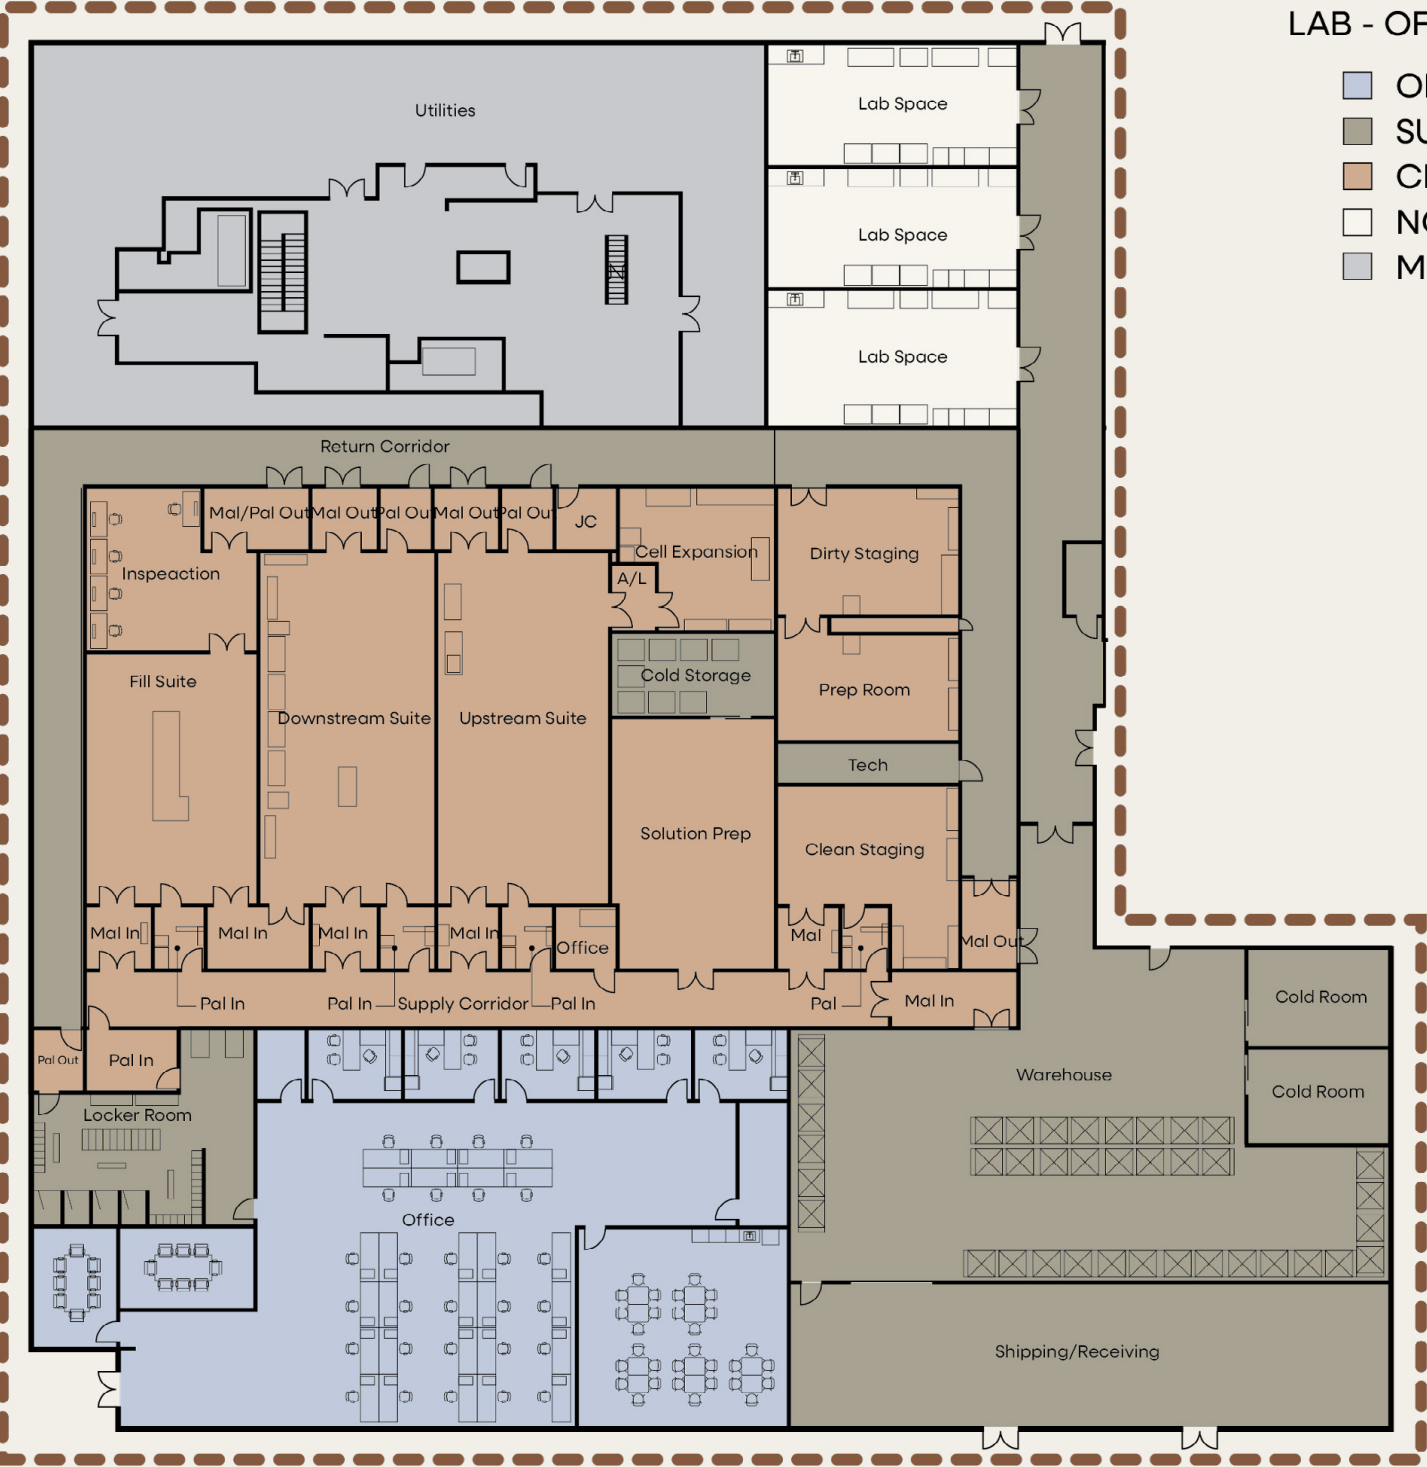 LAB - OF
OF
SU
Cl
NO
M
Utilities
Lab Space
Lab Space
Lab Space
Return Corridor
Mal/Pal Out
Mal Out
Pal Out
Mal Out
Pal Out
JC
Cell Expansion
Dirty Staging
Inspeaction
A/L
Cold Storage
Prep Room
Fill Suite
Downstream Suite
Upstream Suite
Tech
Solution Prep
Clean Staging
Mal In
Mal In
Mal In
Mal In
Office
Mal
Mal Out
Pal In
Pal In
Supply Corridor
Pal In
Pal
Mal In
Pal Out
Pal In
Locker Room
Warehouse
Cold Room
Cold Room
Office
Shipping/Receiving